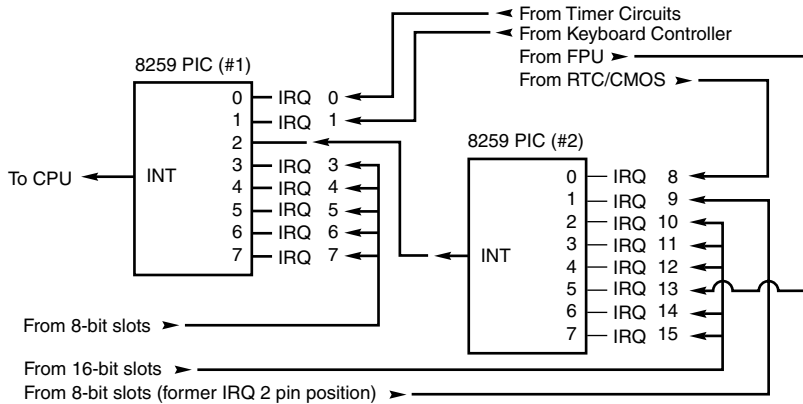 From Timer Circuits
From Keyboard Controller
From FPU
From RTC/CMOS
8259 PIC (#1)
0 IRQ 0
1 IRQ 1
2
3 IRQ 3
4 IRQ 4
5 IRQ 5
6 IRQ 6
7 IRQ 7
INT
To CPU
8259 PIC (#2)
0 IRQ 8
1 IRQ 9
2 IRQ 10
3 IRQ 11
4 IRQ 12
5 IRQ 13
6 IRQ 14
7 IRQ 15
INT
From 8-bit slots
From 16-bit slots
From 8-bit slots (former IRQ 2 pin position)